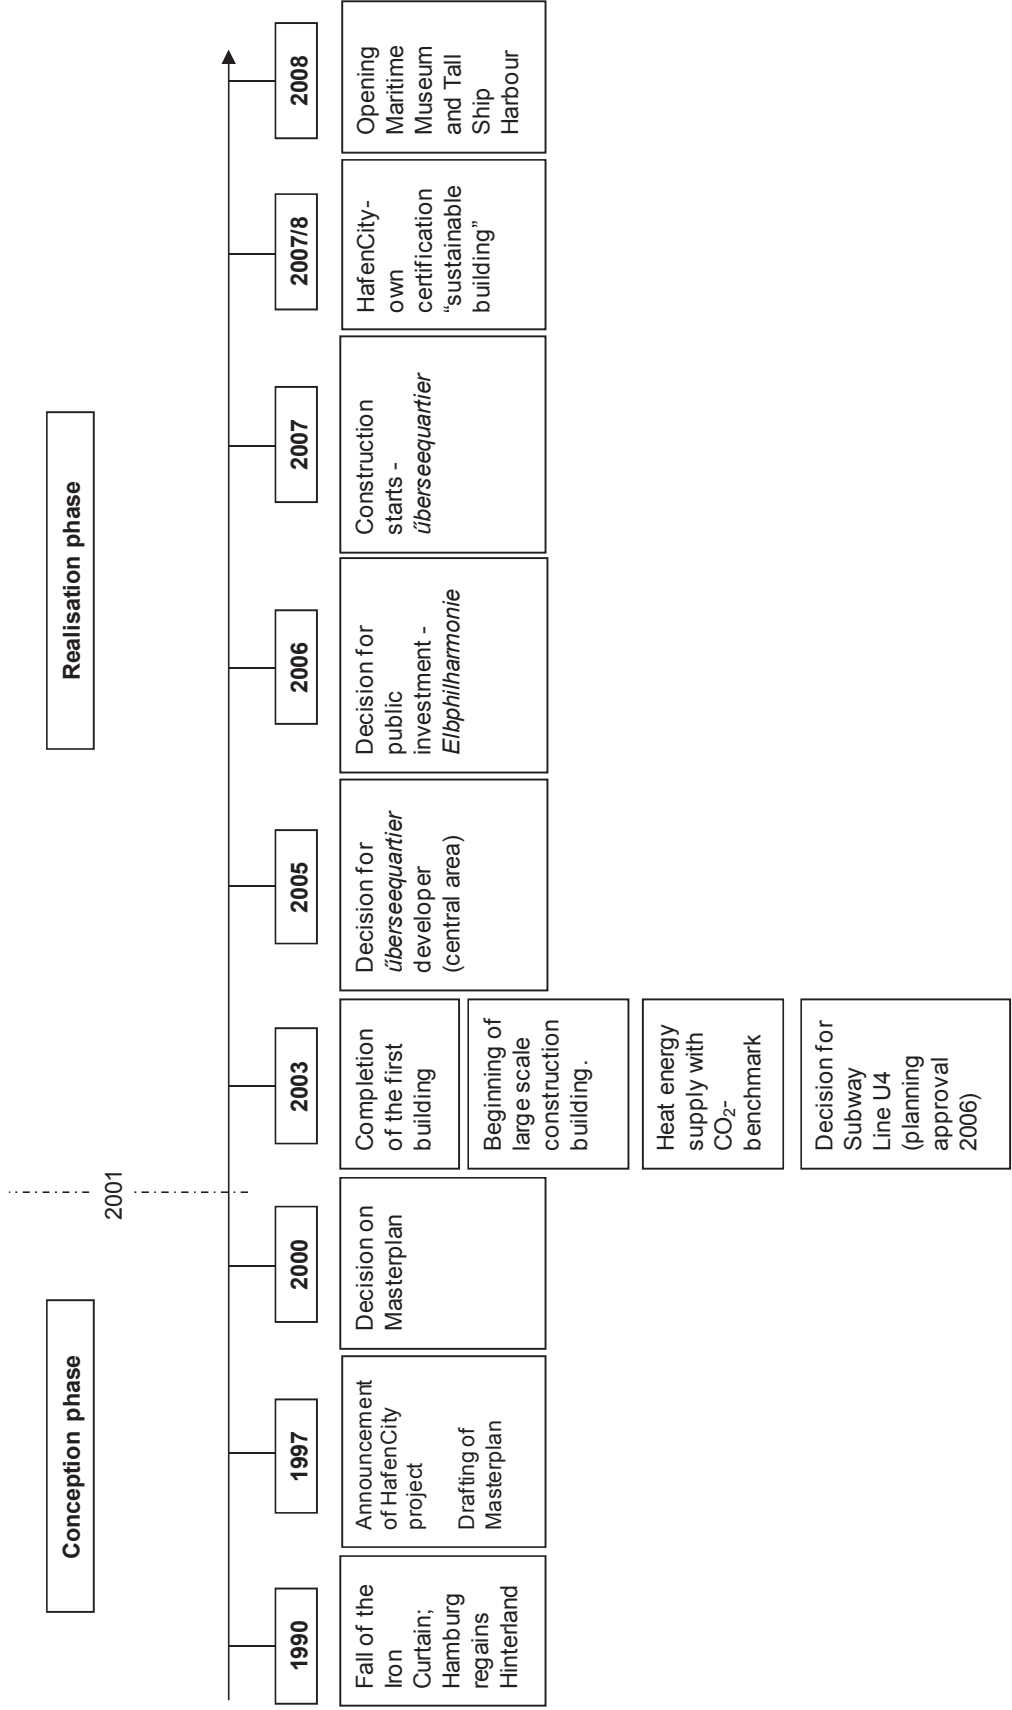 Conception phase
Realisation phase
2001
1990
Fall of the
Iron
Curtain;
Hamburg
regains
Hinterland
1997
Announcement
of HafenCity
project
Drafting of
Masterplan
2000
Decision on
Masterplan
2003
Completion
of the first
building
Beginning of
large scale
construction
building.
Heat energy
supply with
CO₂-
benchmark
Decision for
Subway
Line U4
(planning
approval
2006)
2005
Decision for
überseequartier
developer
(central area)
2006
Decision for
public
investment -
Elbphilharmonie
2007
Construction
starts -
überseequartier
2007/8
HafenCity-
own
certification
“sustainable
building”
2008
Opening
Maritime
Museum
and Tall
Ship
Harbour